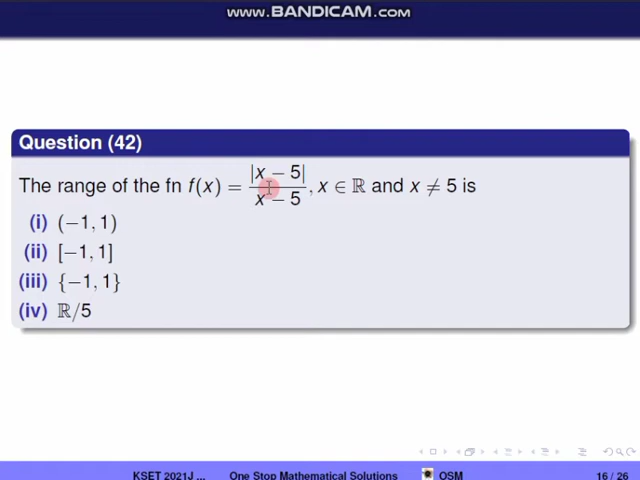 www.BANDICAM.com
Question (42)
The range of the fn f(x) = |x − 5| / x − 5, x ∈ ℝ and x ≠ 5 is
(i) (−1, 1)
(ii) [−1, 1]
(iii) {−1, 1}
(iv) ℝ/5
KSET 2021J ... One Stop Mathematical Solutions OSM 16 / 26